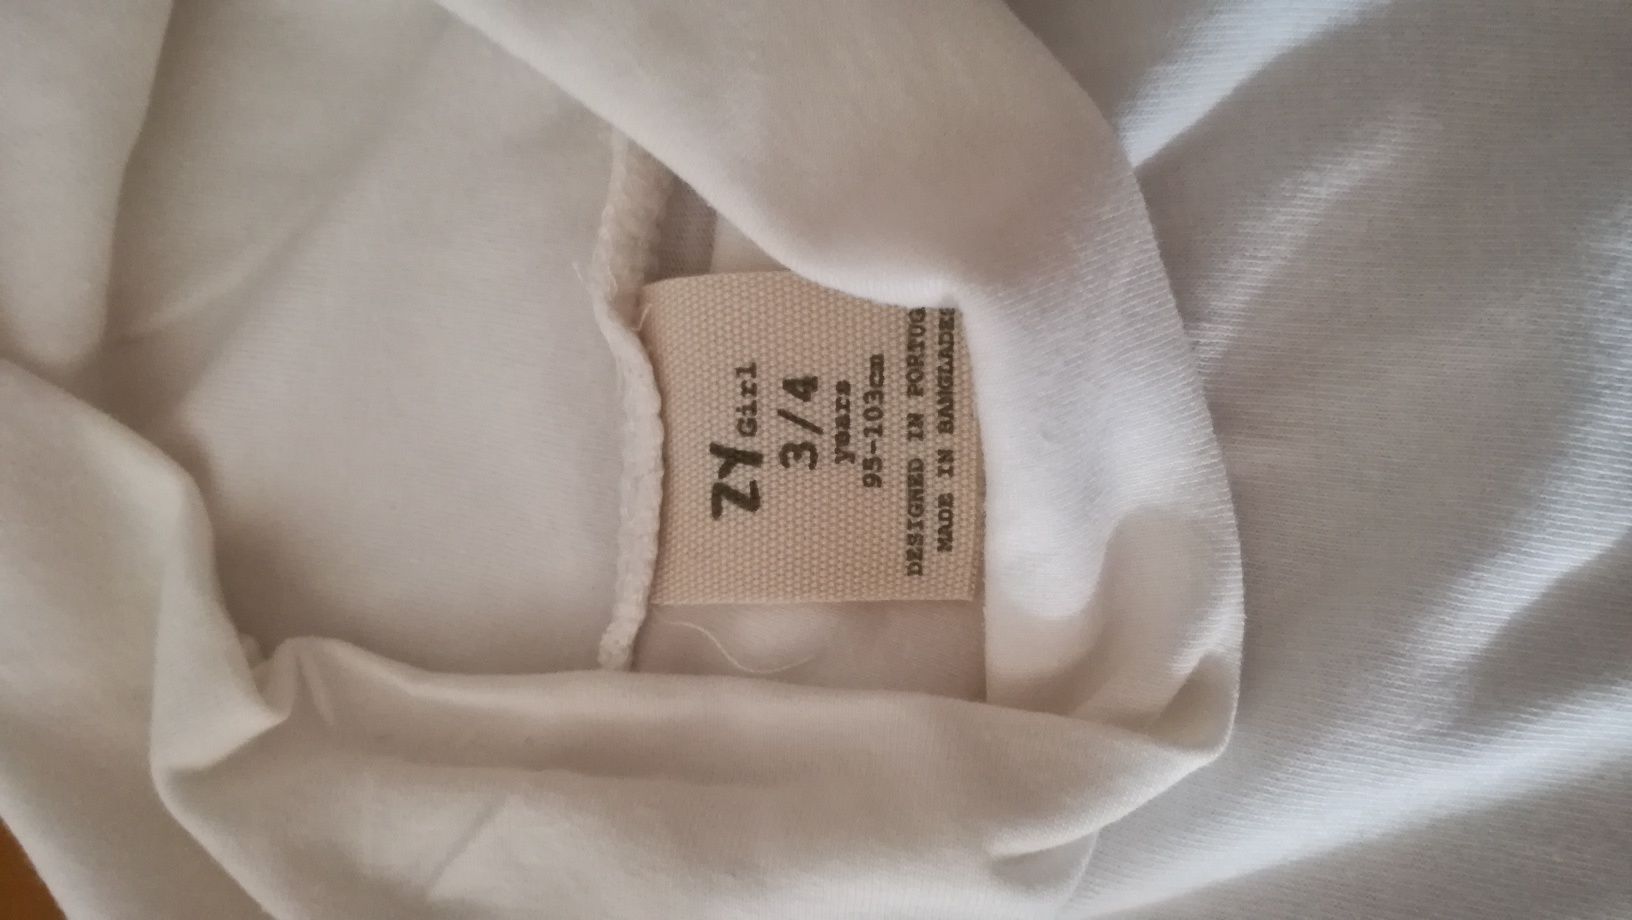 ZY Girl
3/4
years
95-103cm
DESIGNED IN PORTUG
MADE IN BANGLADES